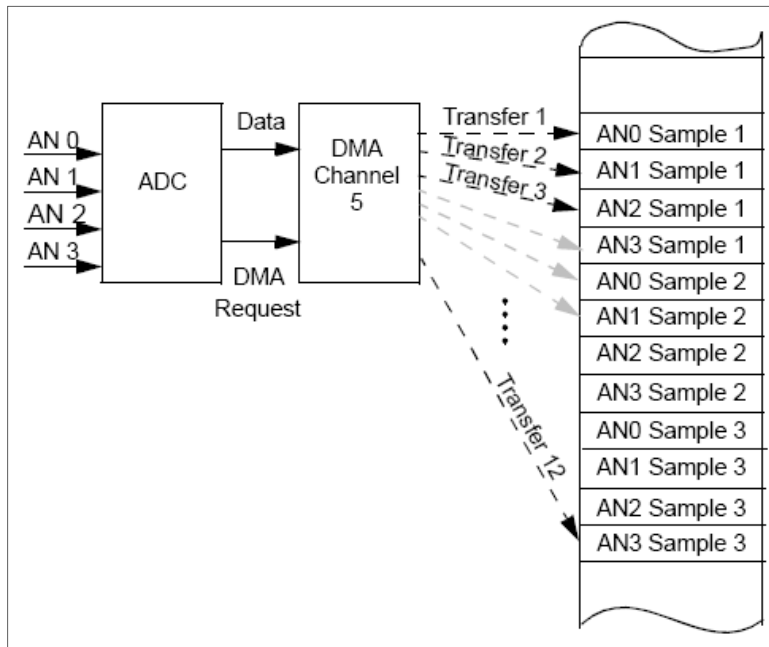 AN 0
AN 1
AN 2
AN 3
ADC
Data
DMA
Request
DMA
Channel
5
Transfer 1
Transfer 2
Transfer 3
Transfer 12
AN0 Sample 1
AN1 Sample 1
AN2 Sample 1
AN3 Sample 1
AN0 Sample 2
AN1 Sample 2
AN2 Sample 2
AN3 Sample 2
AN0 Sample 3
AN1 Sample 3
AN2 Sample 3
AN3 Sample 3